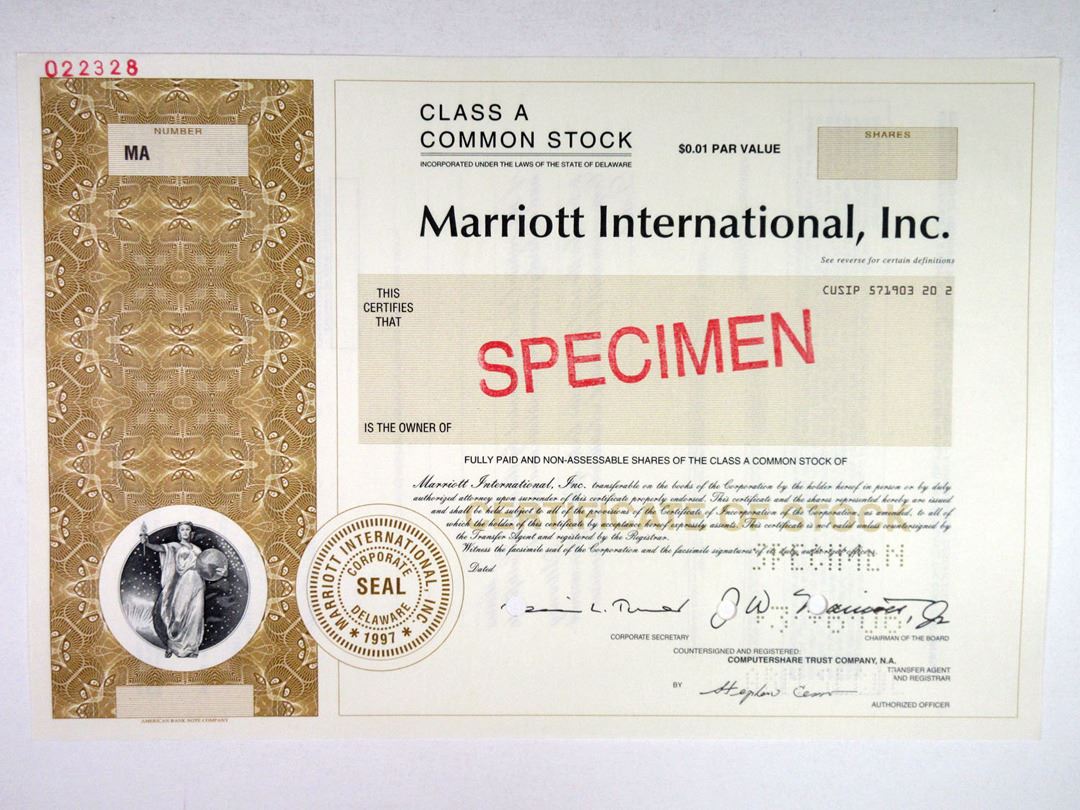 022328
NUMBER
MA
CLASS A
COMMON STOCK
INCORPORATED UNDER THE LAWS OF THE STATE OF DELAWARE
$0.01 PAR VALUE
SHARES
Marriott International, Inc.
See reverse for certain definitions
THIS
CERTIFIES
THAT
CUSIP 571903 20 2
SPECIMEN
IS THE OWNER OF
FULLY PAID AND NON-ASSESSABLE SHARES OF THE CLASS A COMMON STOCK OF
Marriott International, Inc. transferable on the books of the Corporation by the holder hereof in person or by duly
authorized attorney upon surrender of this certificate properly endorsed. This certificate and the shares represented hereby are issued
and shall be held subject to all of the provisions of the Certificate of Incorporation of the Corporation, as amended, to all of
which the holder of this certificate by acceptance hereof expressly assents. This certificate is not valid unless countersigned by
the Transfer Agent and registered by the Registrar.
Witness the facsimile seal of the Corporation and the facsimile signatures of its duly authorized officers.
Dated
SPECIMEN
MARRIOTT INTERNATIONAL, INC.
CORPORATE
SEAL
DELAWARE
* 1997 *
J.W. Marriott, Jr
CORPORATE SECRETARY
CHAIRMAN OF THE BOARD
COUNTERSIGNED AND REGISTERED:
COMPUTERSHARE TRUST COMPANY, N.A.
TRANSFER AGENT
AND REGISTRAR
BY
AUTHORIZED OFFICER
AMERICAN BANK NOTE COMPANY